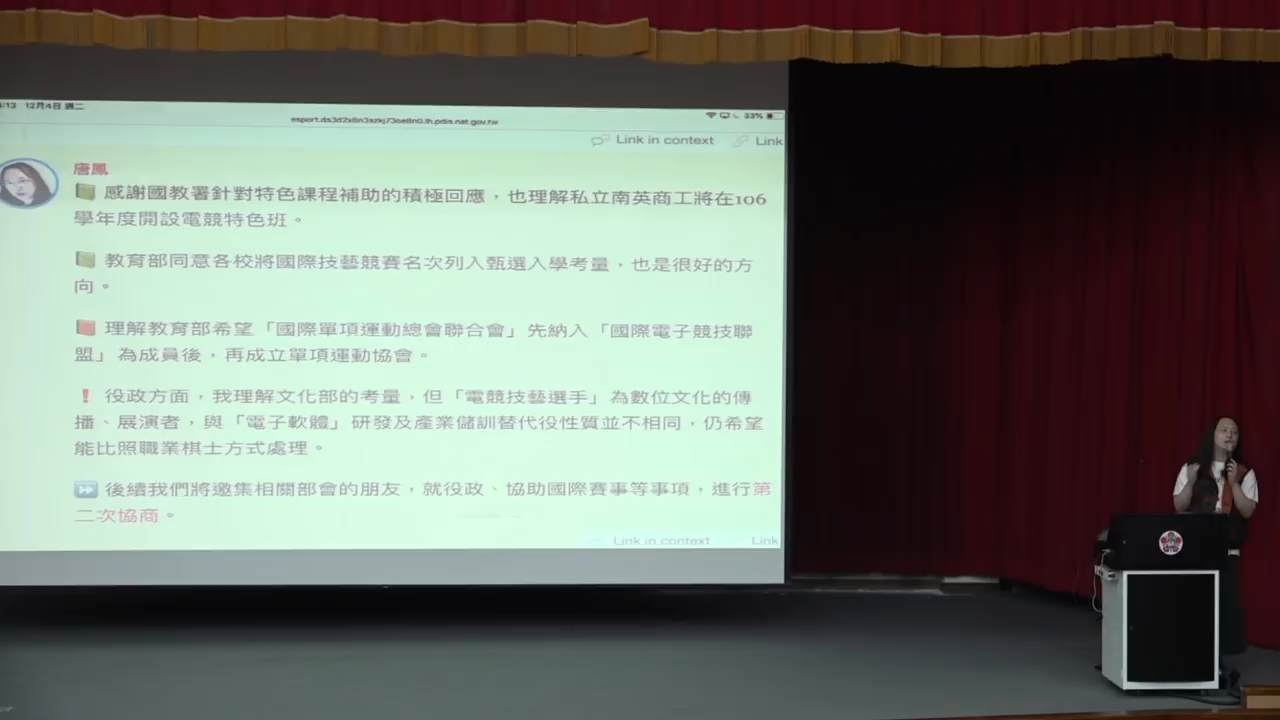 12月4日 週二
33%
Link in context Link
唐鳳
感謝國教署針對特色課程補助的積極回應，也理解私立南英商工將在106
學年度開設電競特色班。
教育部同意各校將國際技藝競賽名次列入甄選入學考量，也是很好的方
向。
理解教育部希望「國際單項運動總會聯合會」先納入「國際電子競技聯
盟」為成員後，再成立單項運動協會。
❗ 役政方面，我理解文化部的考量，但「電競技藝選手」為數位文化的傳
播、展演者，與「電子軟體」研發及產業儲訓替代役性質並不相同，仍希望
能比照職業棋士方式處理。
⏩ 後續我們將邀集相關部會的朋友，就役政、協助國際賽事等事項，進行第
二次協商。
Link in context Link